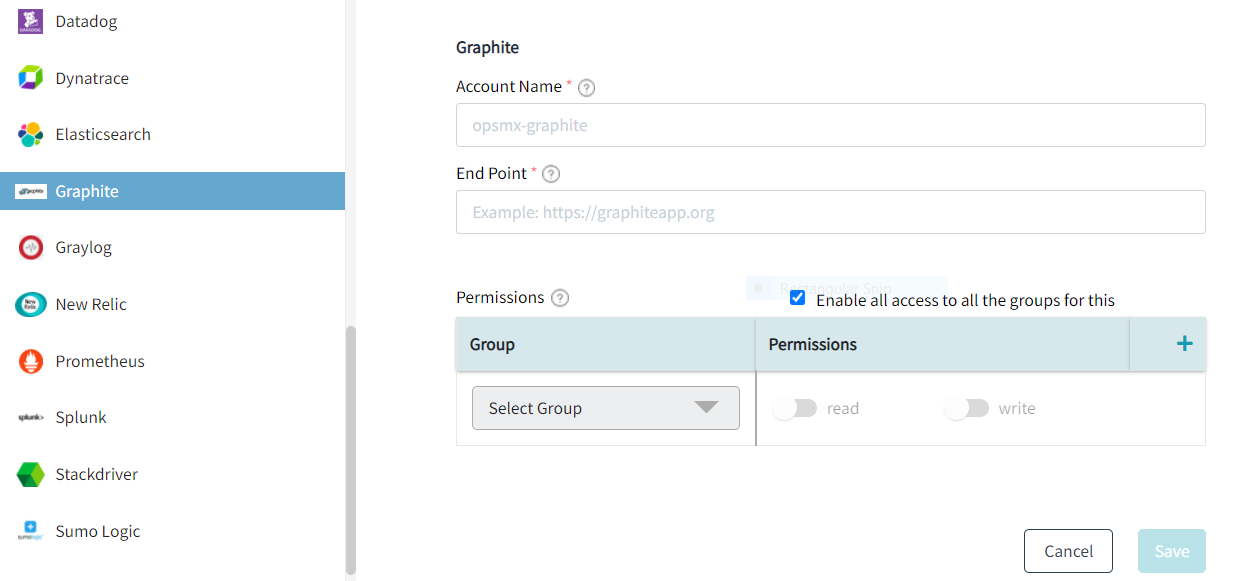 Datadog
Dynatrace
Elasticsearch
Graphite
Graylog
New Relic
Prometheus
Splunk
Stackdriver
Sumo Logic
Graphite
Account Name * ?
opsmx-graphite
End Point * ?
Example: https://graphiteapp.org
Rectangular Snip
Permissions ?
Enable all access to all the groups for this
Group Permissions +
Select Group read write
Cancel Save